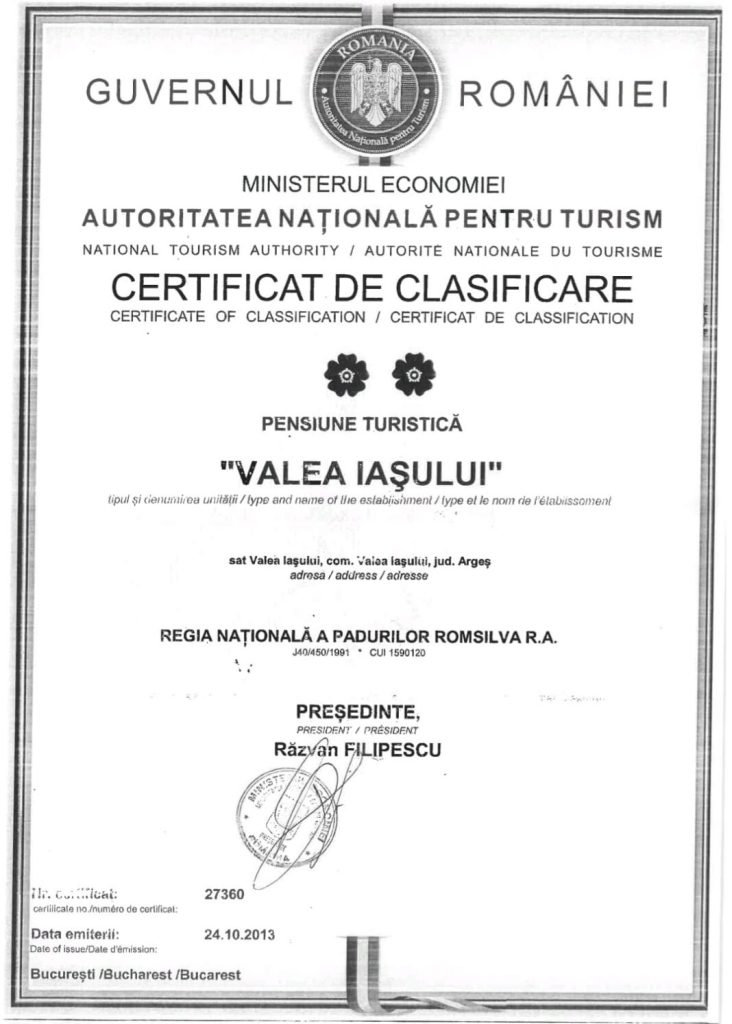 GUVERNUL ROMÂNIEI
ROMANIA
Autoritatea Națională pentru Turism
MINISTERUL ECONOMIEI
AUTORITATEA NAȚIONALĂ PENTRU TURISM
NATIONAL TOURISM AUTHORITY / AUTORITE NATIONALE DU TOURISME
CERTIFICAT DE CLASIFICARE
CERTIFICATE OF CLASSIFICATION / CERTIFICAT DE CLASSIFICATION
PENSIUNE TURISTICĂ
"VALEA IAŞULUI"
tipul și denumirea unității / type and name of the establishment / type et le nom de l'établissement
sat Valea Iaşului, com. Valea Iaşului, jud. Argeş
adresa / address / adresse
REGIA NAȚIONALĂ A PADURILOR ROMSILVA R.A.
J40/450/1991 * CUI 1590120
PREŞEDINTE,
PRESIDENT / PRÉSIDENT
Răzvan FILIPESCU
Nr. certificat: 27360
certificate no./numéro de certificat:
Data emiterii: 24.10.2013
Date of issue/Date d'émission:
Bucureşti /Bucharest /Bucarest